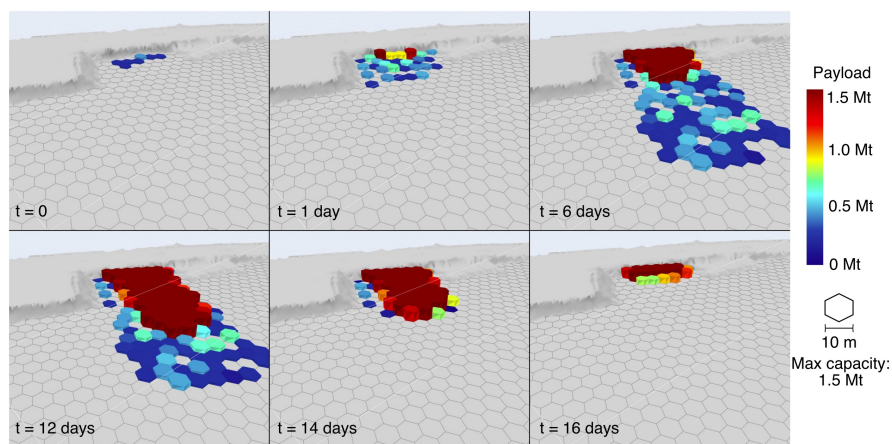 t = 0
t = 1 day
t = 6 days
t = 12 days
t = 14 days
t = 16 days
Payload
1.5 Mt
1.0 Mt
0.5 Mt
0 Mt
10 m
Max capacity:
1.5 Mt